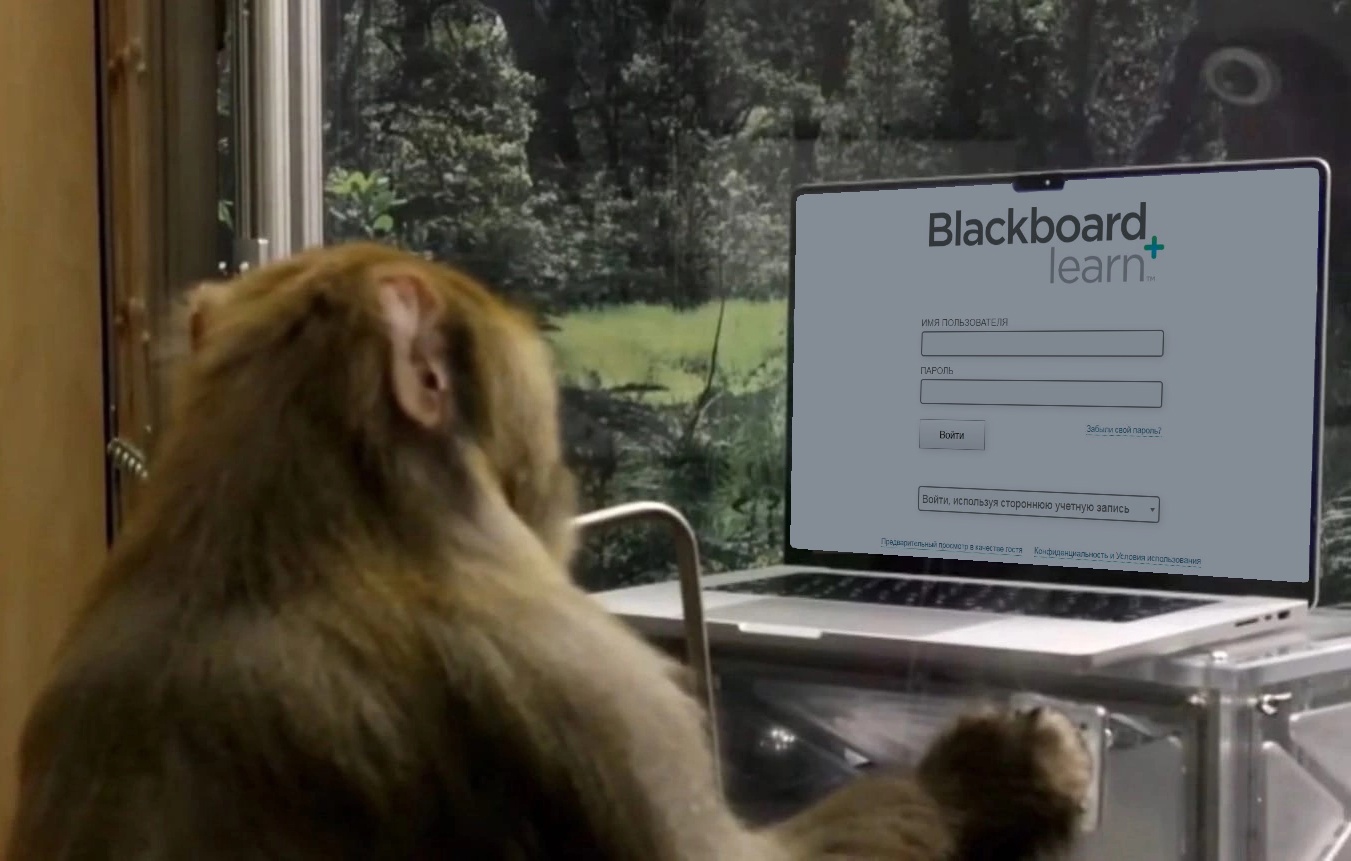 Blackboard
learn™
ИМЯ ПОЛЬЗОВАТЕЛЯ
ПАРОЛЬ
Войти
Забыли свой пароль?
Войти, используя стороннюю учетную запись
Предварительный просмотр в качестве гостя Конфиденциальность и Условия использования